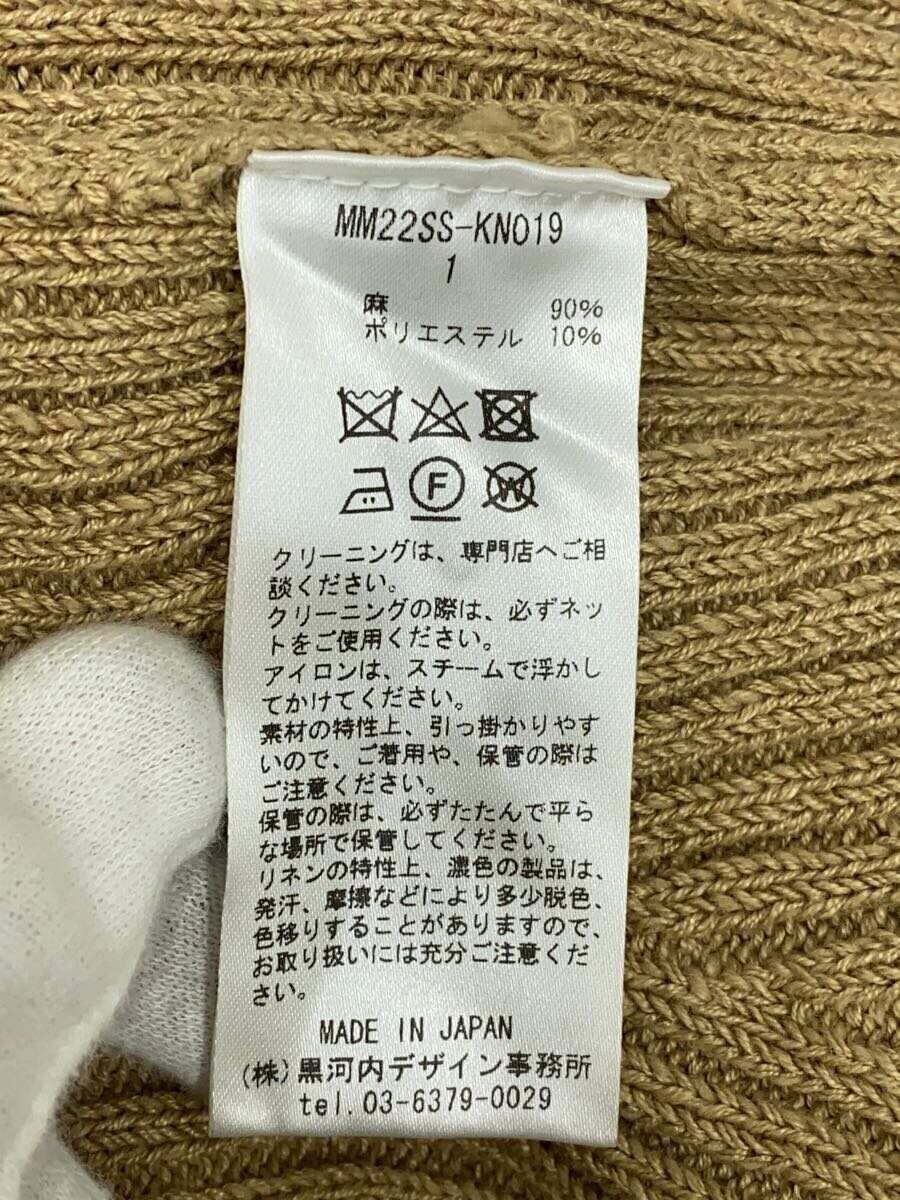 MM22SS-KN019
1
麻 90%
ポリエステル 10%
F
W
クリーニングは、専門店へご相
談ください。
クリーニングの際は、必ずネッ
トをご使用ください。
アイロンは、スチームで浮かし
てかけてください。
素材の特性上、引っ掛かりやす
いので、ご着用や、保管の際は
ご注意ください。
保管の際は、必ずたたんで平ら
な場所で保管してください。
リネンの特性上、濃色の製品は、
発汗、摩擦などにより多少脱色、
色移りすることがありますので、
お取り扱いには充分ご注意くだ
さい。
MADE IN JAPAN
(株)黒河内デザイン事務所
tel.03-6379-0029